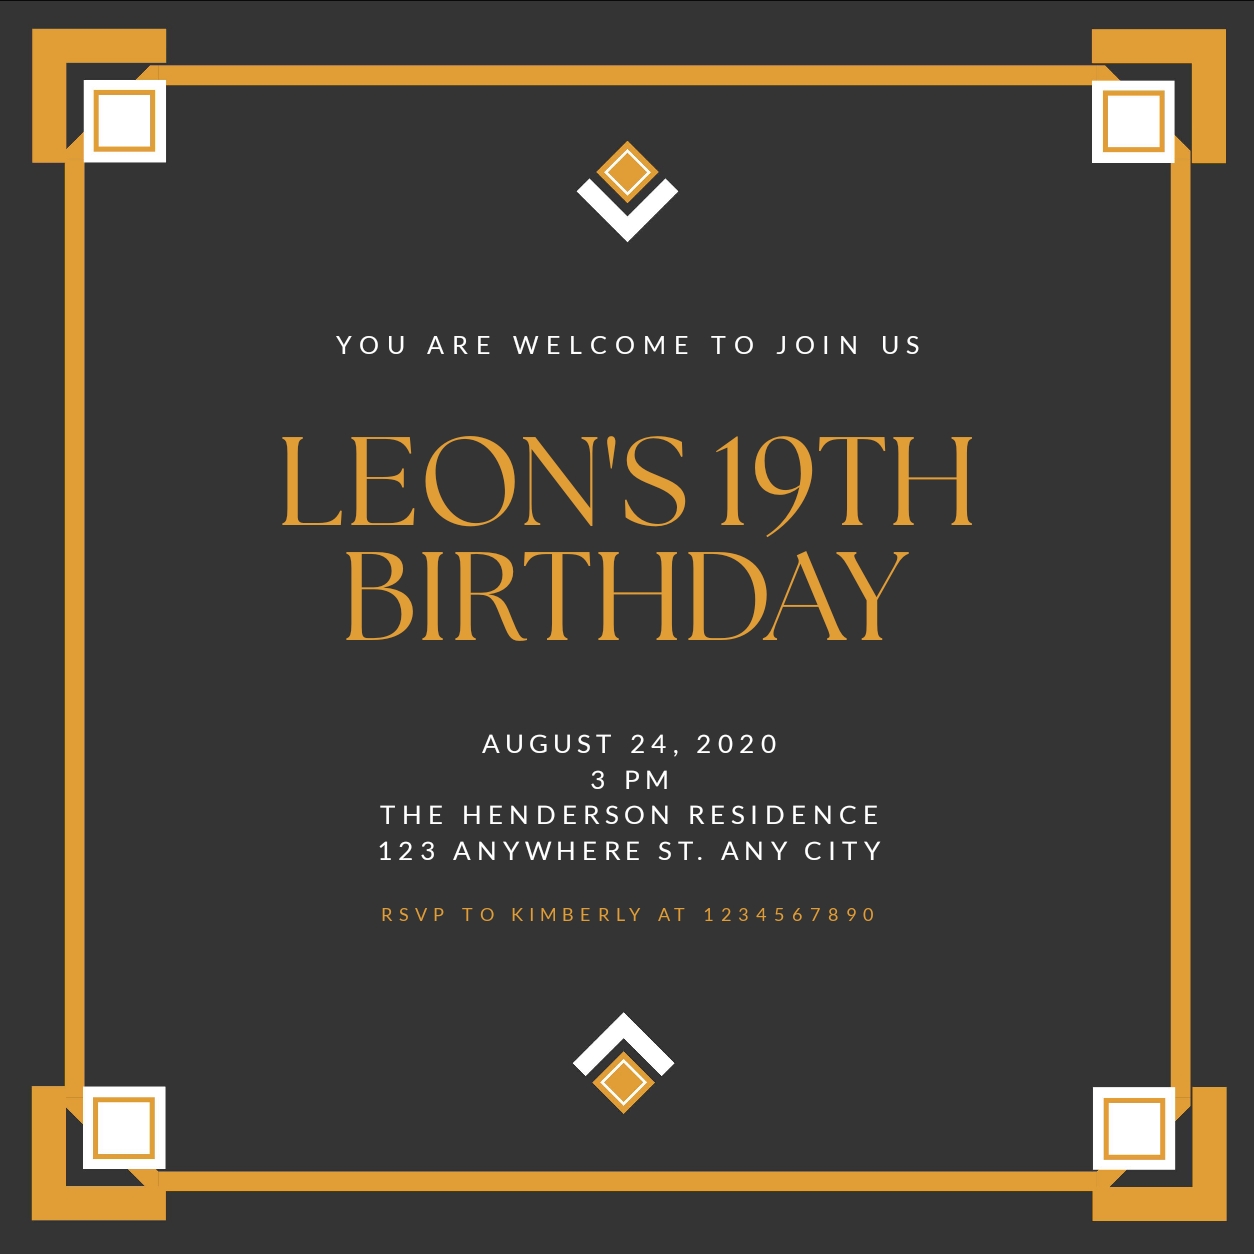 YOU ARE WELCOME TO JOIN US
LEON'S 19TH
BIRTHDAY
AUGUST 24, 2020
3 PM
THE HENDERSON RESIDENCE
123 ANYWHERE ST. ANY CITY
RSVP TO KIMBERLY AT 1234567890